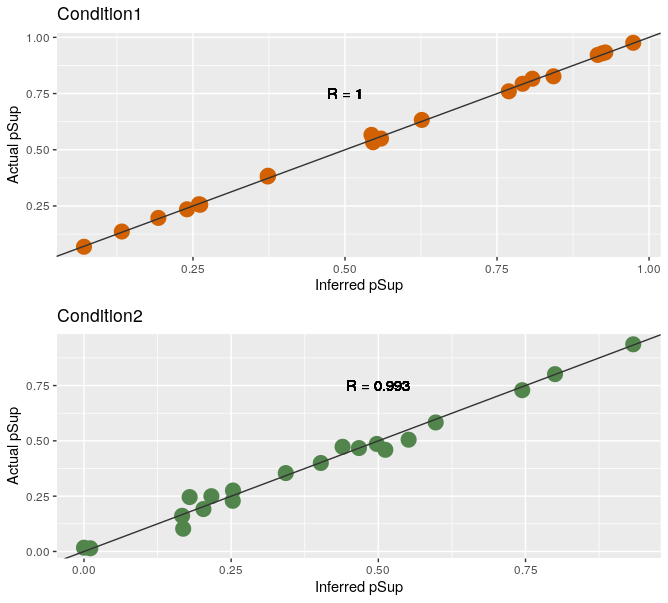 Condition1
1.00
0.75
0.50
0.25
Actual pSup
R = 1
0.25 0.50 0.75 1.00
Inferred pSup
Condition2
0.75
0.50
0.25
0.00
Actual pSup
R = 0.993
0.00 0.25 0.50 0.75
Inferred pSup